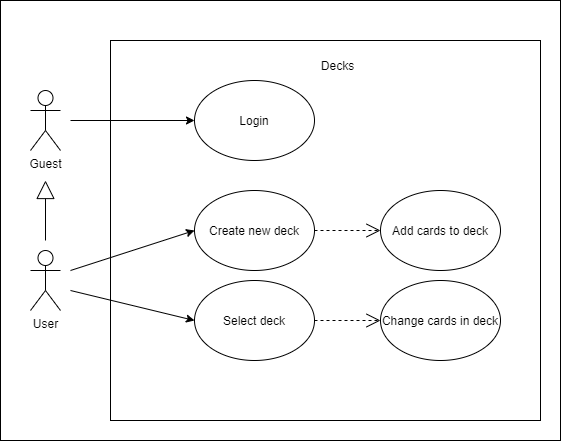 Decks
Login
Guest
Create new deck
Add cards to deck
User
Select deck
Change cards in deck